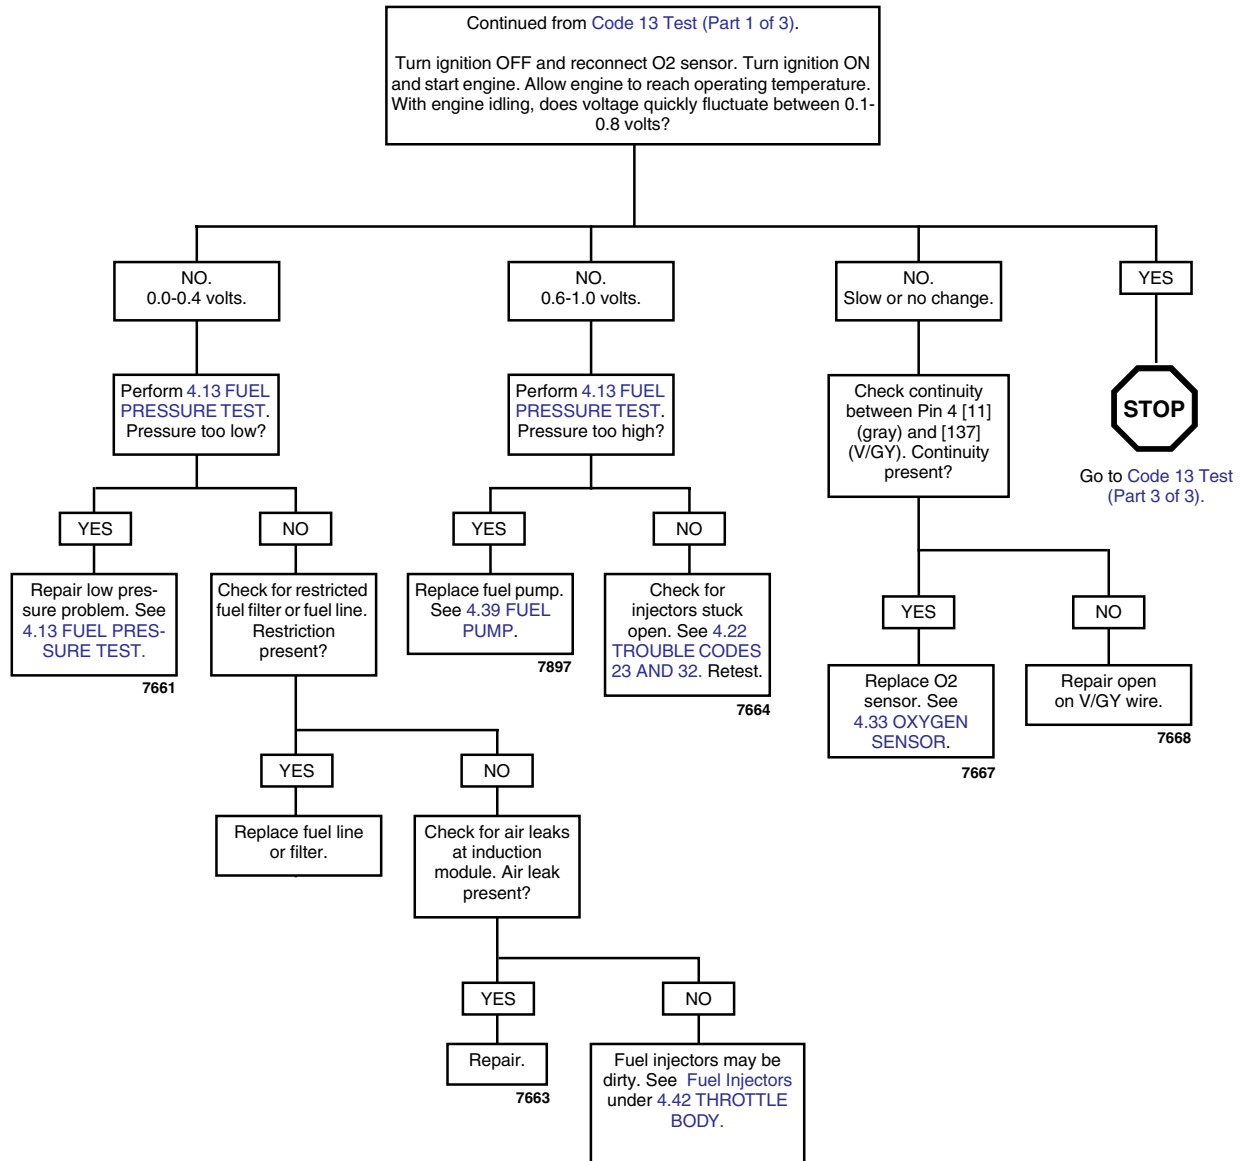 Continued from Code 13 Test (Part 1 of 3).
Turn ignition OFF and reconnect O2 sensor. Turn ignition ON
and start engine. Allow engine to reach operating temperature.
With engine idling, does voltage quickly fluctuate between 0.1-
0.8 volts?
NO.
0.0-0.4 volts.
NO.
0.6-1.0 volts.
NO.
Slow or no change.
YES
Perform 4.13 FUEL
PRESSURE TEST.
Pressure too low?
Perform 4.13 FUEL
PRESSURE TEST.
Pressure too high?
Check continuity
between Pin 4 [11]
(gray) and [137]
(V/GY). Continuity
present?
STOP
Go to Code 13 Test
(Part 3 of 3).
YES
NO
YES
NO
Repair low pres-
sure problem. See
4.13 FUEL PRES-
SURE TEST.
7661
Check for restricted
fuel filter or fuel line.
Restriction
present?
Replace fuel pump.
See 4.39 FUEL
PUMP.
7897
Check for
injectors stuck
open. See 4.22
TROUBLE CODES
23 AND 32. Retest.
7664
YES
NO
Replace O2
sensor. See
4.33 OXYGEN
SENSOR.
7667
Repair open
on V/GY wire.
7668
YES
NO
Replace fuel line
or filter.
Check for air leaks
at induction
module. Air leak
present?
YES
NO
Repair.
7663
Fuel injectors may be
dirty. See Fuel Injectors
under 4.42 THROTTLE
BODY.